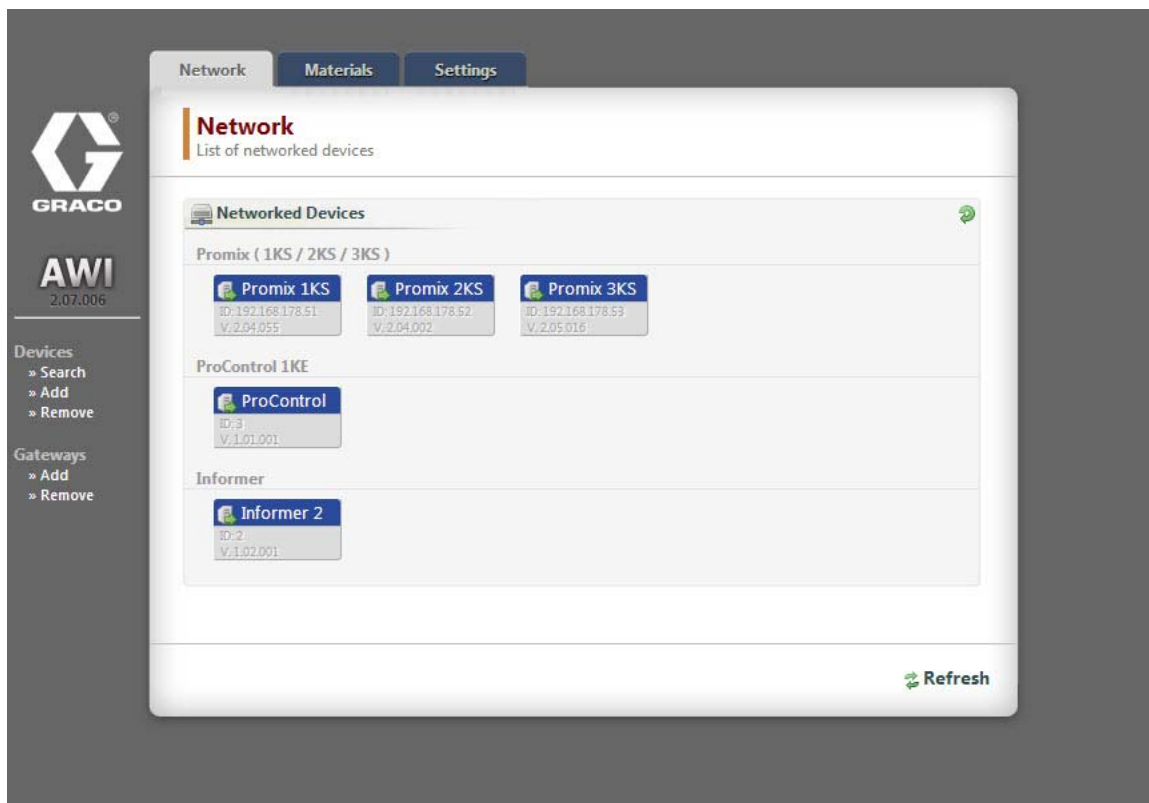 Network Materials Settings
®
GRACO
AWI
2.07.006
Devices
» Search
» Add
» Remove
Gateways
» Add
» Remove
Network
List of networked devices
Networked Devices
Promix ( 1KS / 2KS / 3KS )
Promix 1KS Promix 2KS Promix 3KS
ID: 192.168.178.51 ID: 192.168.178.52 ID: 192.168.178.53
V. 2.04.055 V. 2.04.002 V. 2.05.016
ProControl 1KE
ProControl
ID: 3
V. 1.01.001
Informer
Informer 2
ID: 2
V. 1.02.001
Refresh